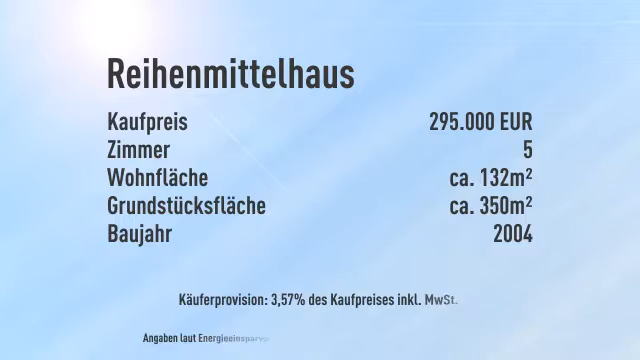 Reihenmittelhaus
Kaufpreis 295.000 EUR
Zimmer 5
Wohnfläche ca. 132m²
Grundstücksfläche ca. 350m²
Baujahr 2004
Käuferprovision: 3,57% des Kaufpreises inkl. MwSt.
Angaben laut